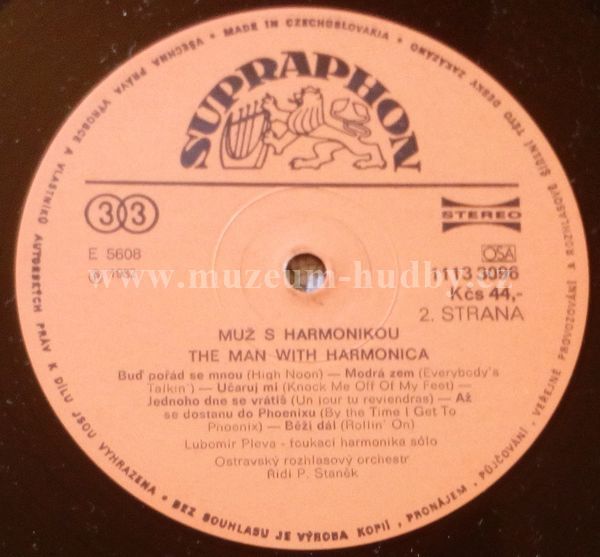 VŠECHNA PRÁVA VÝROBCE A VLASTNÍKŮ AUTORSKÝCH PRÁV K DÍLU JSOU VYHRAZENA • BEZ SOUHLASU JE VÝROBA KOPIÍ, PRONÁJEM, PŮJČOVÁNÍ, VEŘEJNÉ PROVOZOVÁNÍ A ROZHLASOVÉ ŠÍŘENÍ TÉTO DESKY ZAKÁZÁNO • MADE IN CZECHOSLOVAKIA •
SUPRAPHON
33
STEREO
E 5608
OSA
1113 3098
www.muzeum-hudby.cz
Kčs 44,-
2. STRANA
MUŽ S HARMONIKOU
THE MAN WITH HARMONICA
Buď pořád se mnou (High Noon) — Modrá zem (Everybody's
Talkin') — Učaruj mi (Knock Me Off Of My Feet) —
Jednoho dne se vrátíš (Un jour tu reviendras) — Až
se dostanu do Phoenixu (By the Time I Get To
Phoenix) — Běží dál (Rollin' On)
Lubomír Pleva - foukací harmonika sólo
Ostravský rozhlasový orchestr
Řídí P. Staněk